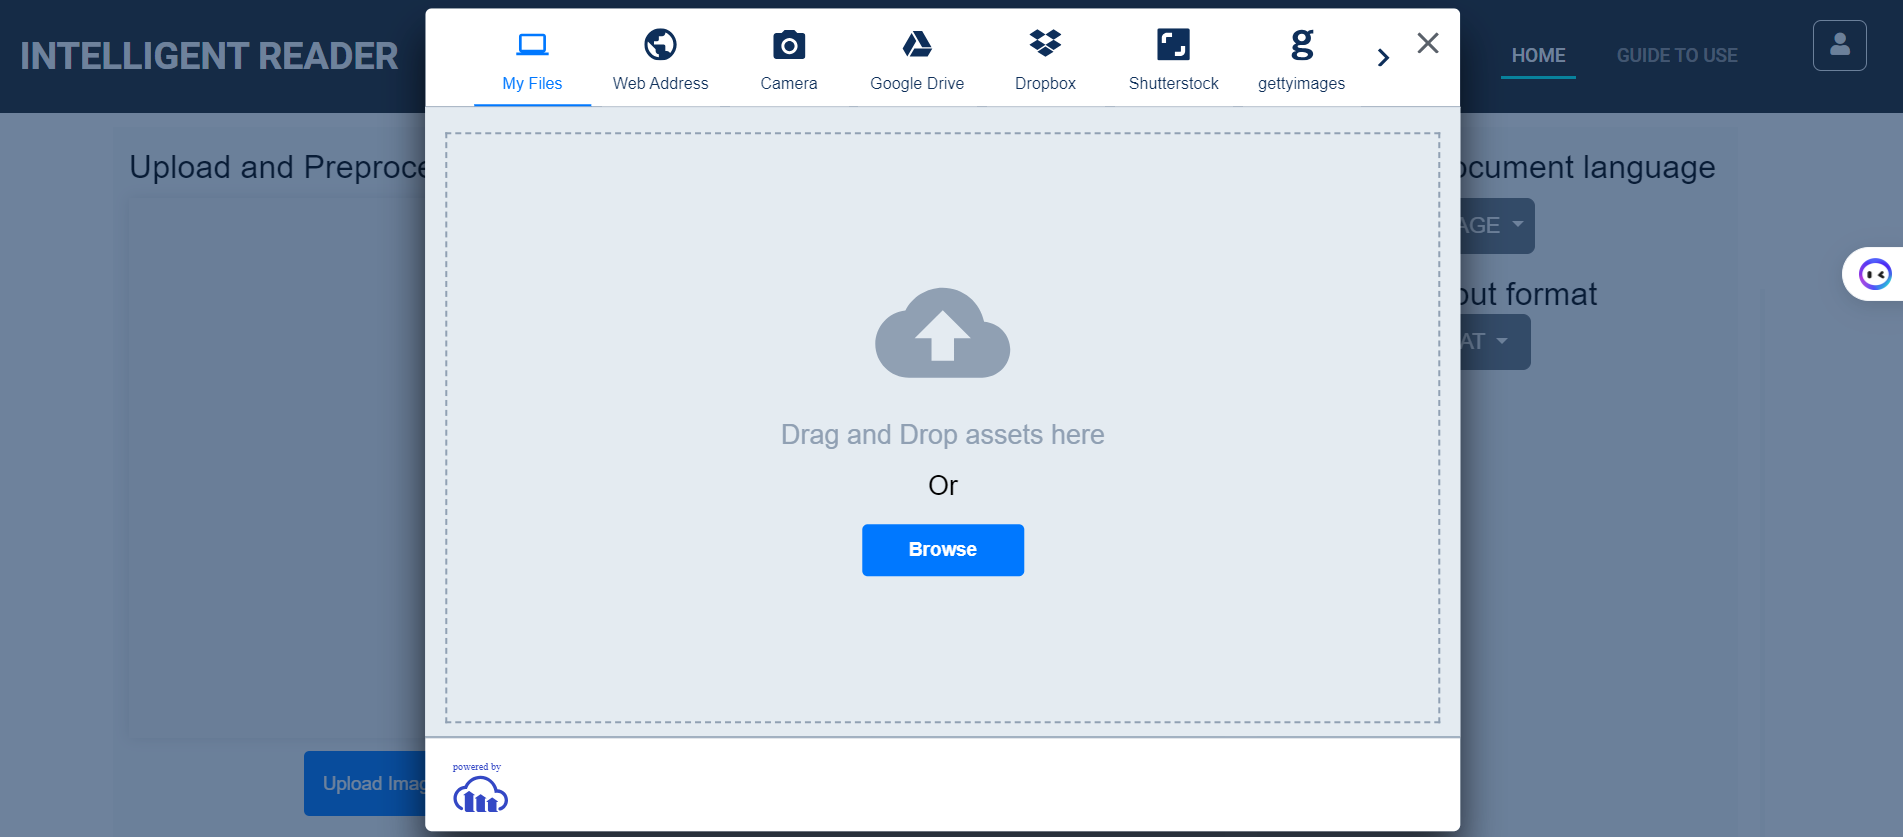 INTELLIGENT READER
HOME
GUIDE TO USE
My Files
Web Address
Camera
Google Drive
Dropbox
Shutterstock
gettyimages
Upload and Preproce
Drag and Drop assets here
Or
Browse
ocument language
AGE
out format
AT
Upload Imag
powered by